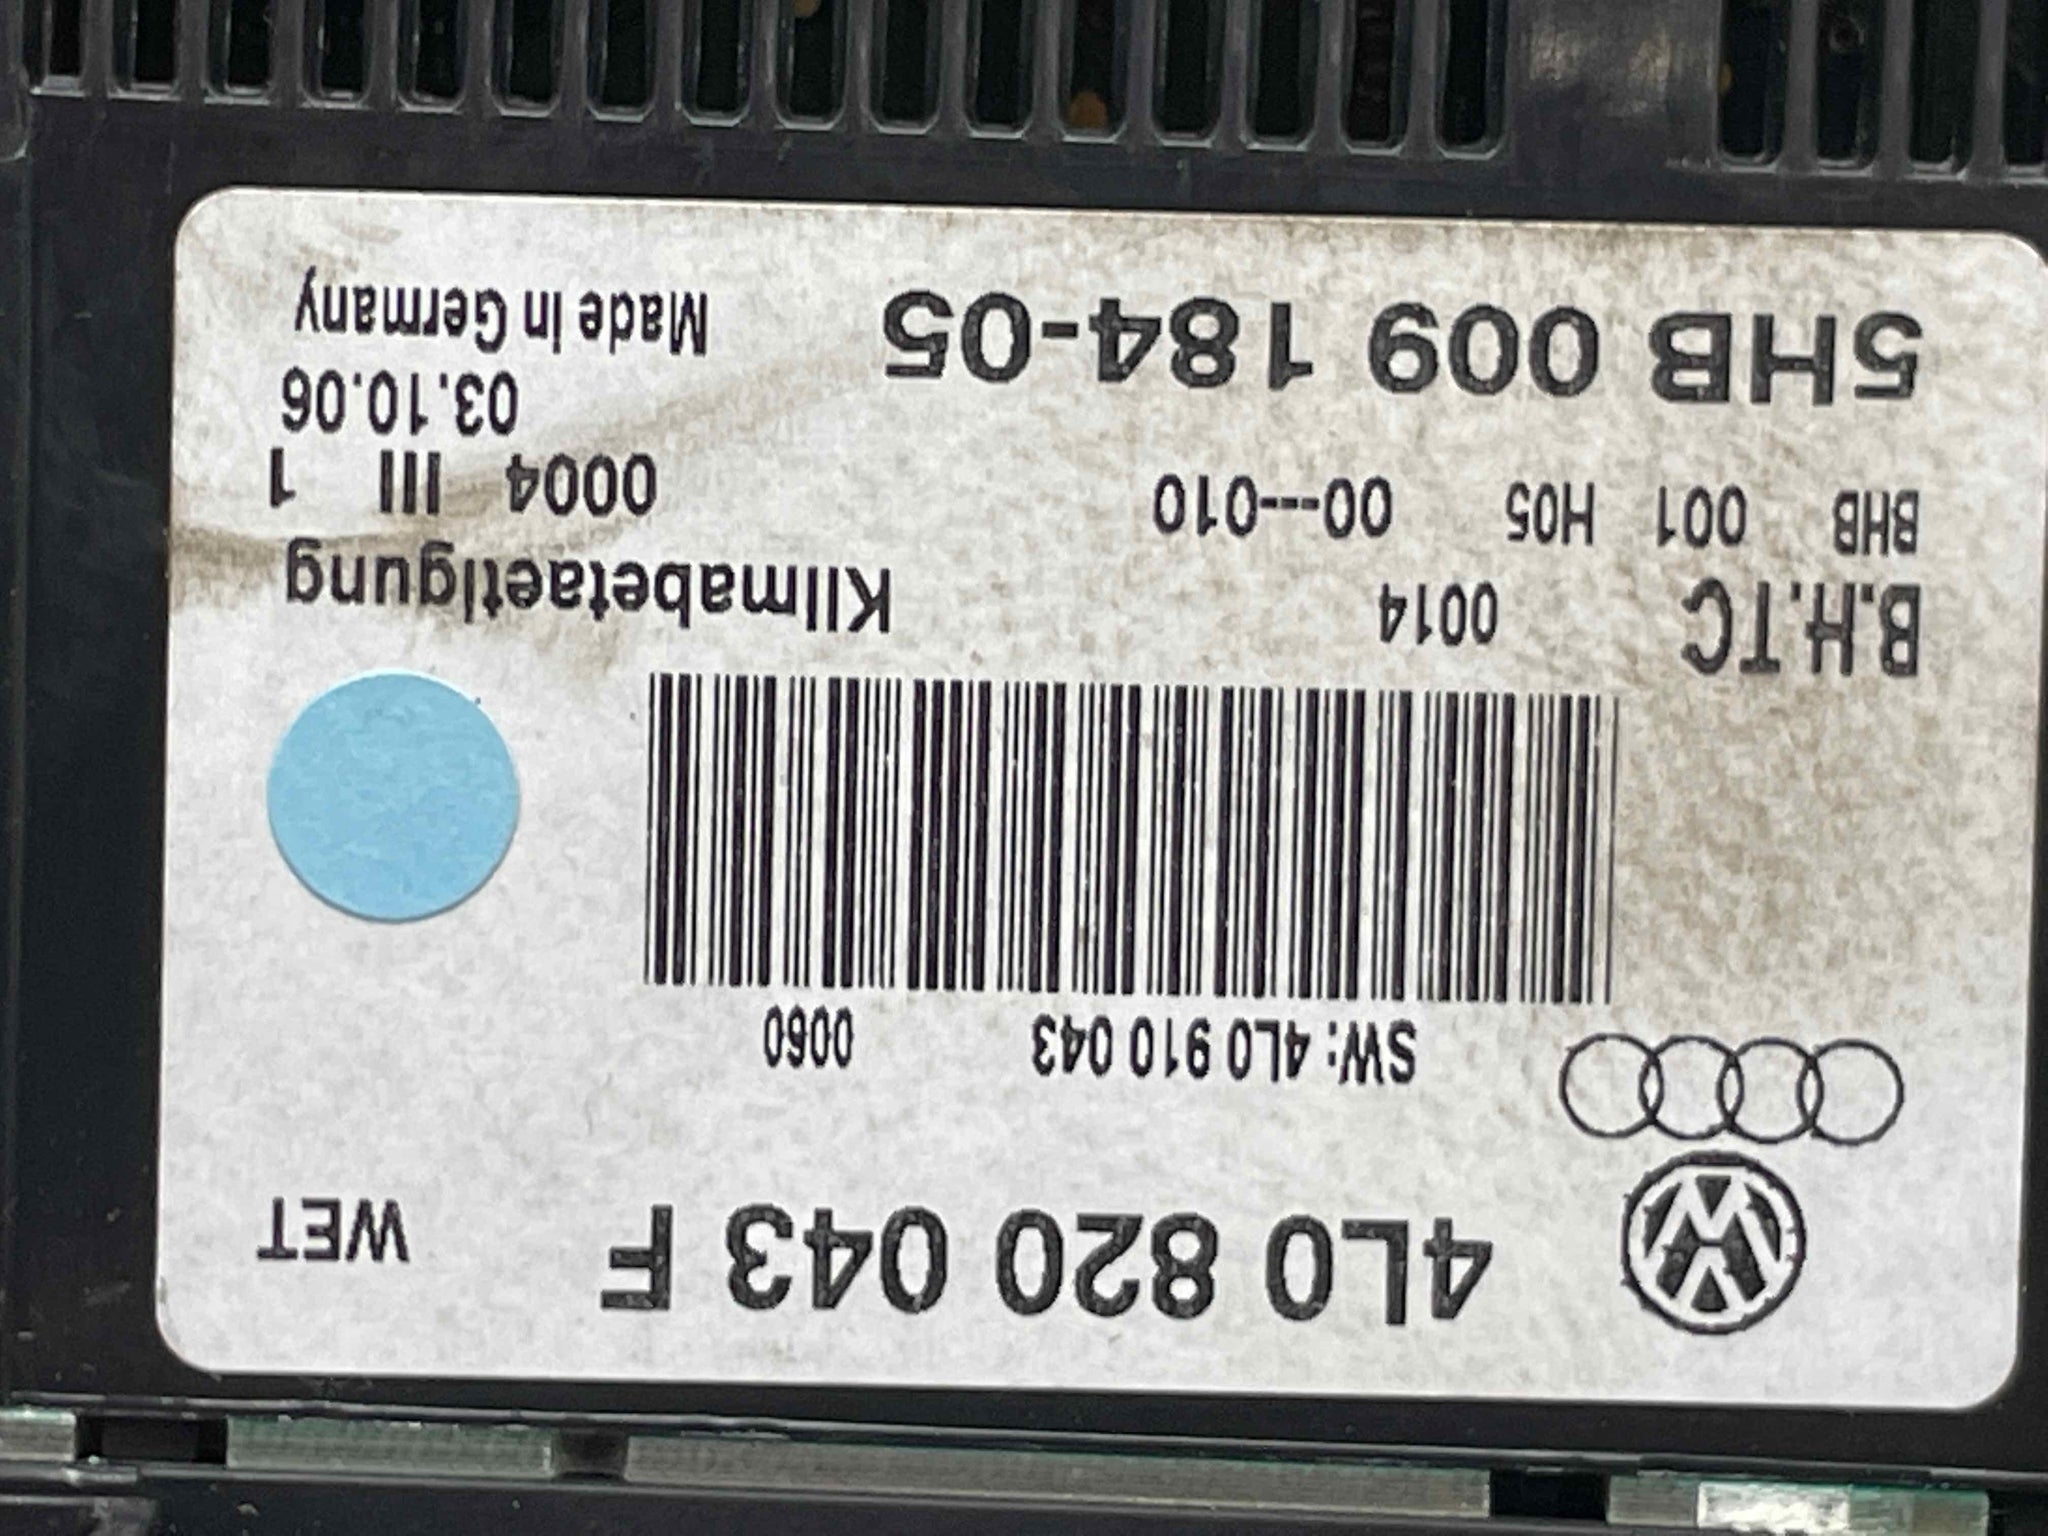 4L0 820 043 F WET
SW: 4L0 910 043 0060
B.H.TC 0014 Klimabetaetigung
BHB 001 H05 00---010 0004 III 1
03.10.06
5HB 009 184-05 Made in Germany